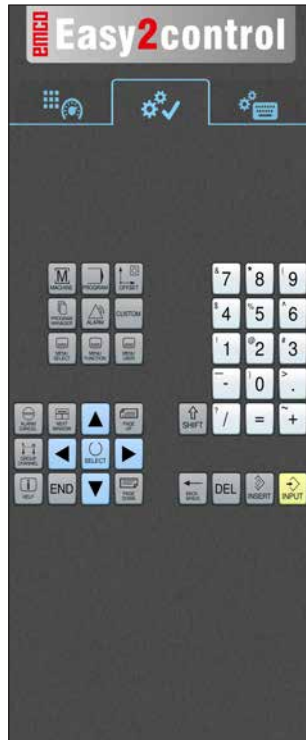 emco Easy2control
MACHINE PROGRAM OFFSET & 7 * 8 ( 9
PROGRAM MANAGER ALARM CUSTOM $ 4 % 5 ^ 6
MENU SELECT MENU FUNCTION MENU USER ! 1 @ 2 # 3
- ) 0 > .
ALARM CANCEL NEXT WINDOW PAGE UP SHIFT ? / = ~ +
GROUP CHANNEL SELECT
HELP END PAGE DOWN BACK SPACE DEL INSERT INPUT